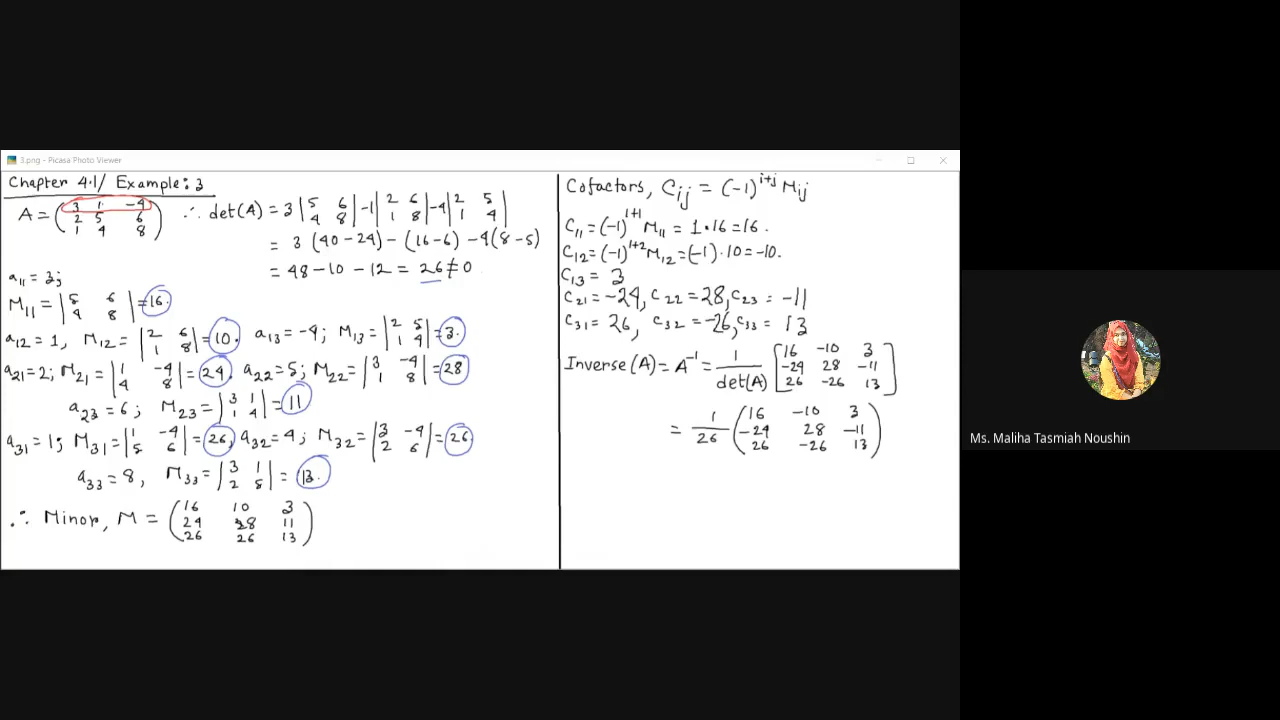 3.png - Picasa Photo Viewer
Chapter 4.1/ Example: 3
A = (3 1 -4
2 5 6
1 4 8)
∴ det(A) = 3 |5 6
4 8| -1 |2 6
1 8| -4 |2 5
1 4|
= 3 (40 - 24) - (16 - 6) - 4(8 - 5)
= 48 - 10 - 12 = 26 ≠ 0
a11 = 3;
M11 = |5 6
4 8| = 16.
a12 = 1, M12 = |2 6
1 8| = 10. a13 = -4; M13 = |2 5
1 4| = 3.
a21 = 2; M21 = |1 -4
4 8| = 24. a22 = 5; M22 = |3 -4
1 8| = 28
a23 = 6; M23 = |3 1
1 4| = 11
a31 = 1; M31 = |1 -4
5 6| = 26, a32 = 4; M32 = |3 -4
2 6| = 26.
a33 = 8, M33 = |3 1
2 5| = 13.
∴ Minor, M = (16 10 3
24 28 11
26 26 13)
Cofactors, Cij = (-1)^i+j Mij
C11 = (-1)^1+1 M11 = 1 · 16 = 16.
C12 = (-1)^1+2 M12 = (-1) · 10 = -10.
C13 = 3
C21 = -24, C22 = 28, C23 = -11
C31 = 26, C32 = -26, C33 = 13
Inverse (A) = A^-1 = 1/det(A) [16 -10 3
-24 28 -11
26 -26 13]
= 1/26 (16 -10 3
-24 28 -11
26 -26 13)
Ms. Maliha Tasmiah Noushin